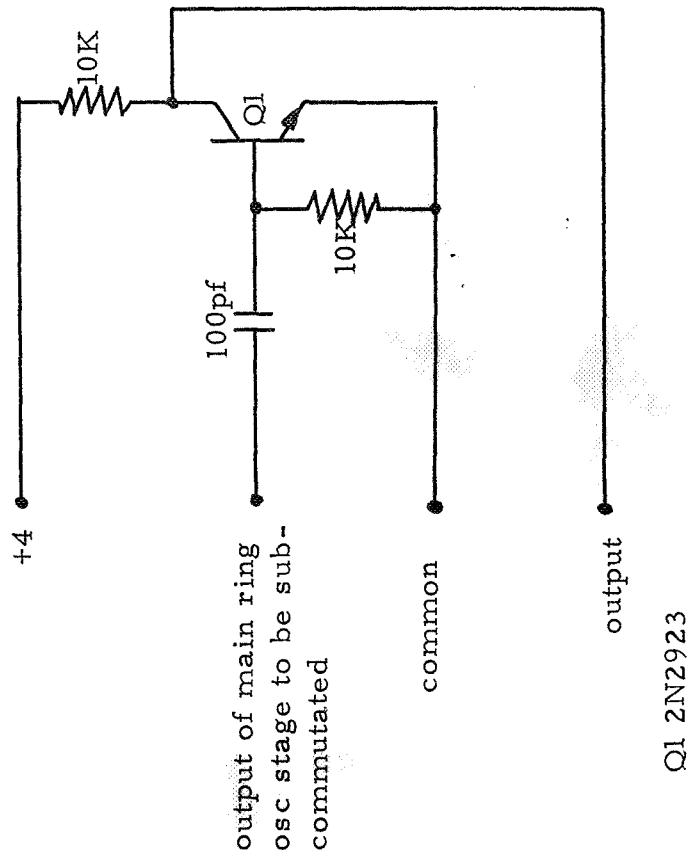 +4
10K
Q1
100pf
10K
output of main ring
osc stage to be sub-
commutated
common
output
Q1 2N2923